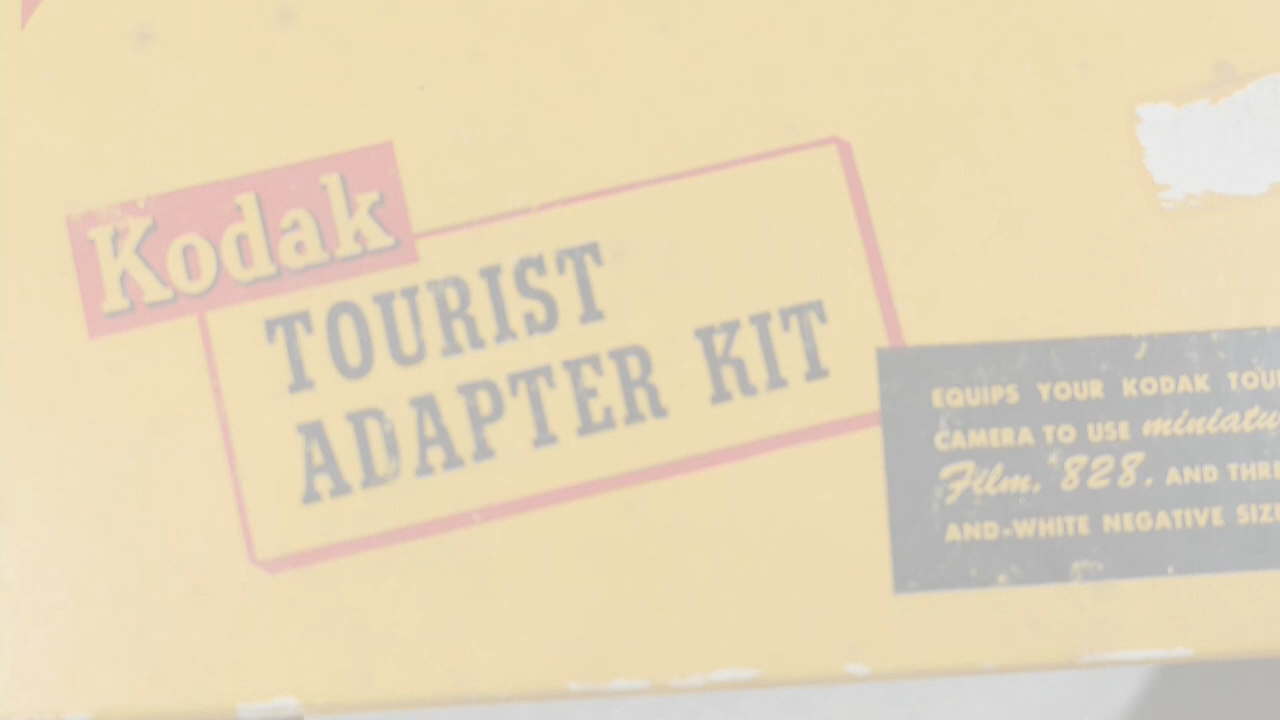 Kodak
TOURIST
ADAPTER KIT
EQUIPS YOUR KODAK
CAMERA TO USE
Film, 828, AND
AND-WHITE NEGATIVE